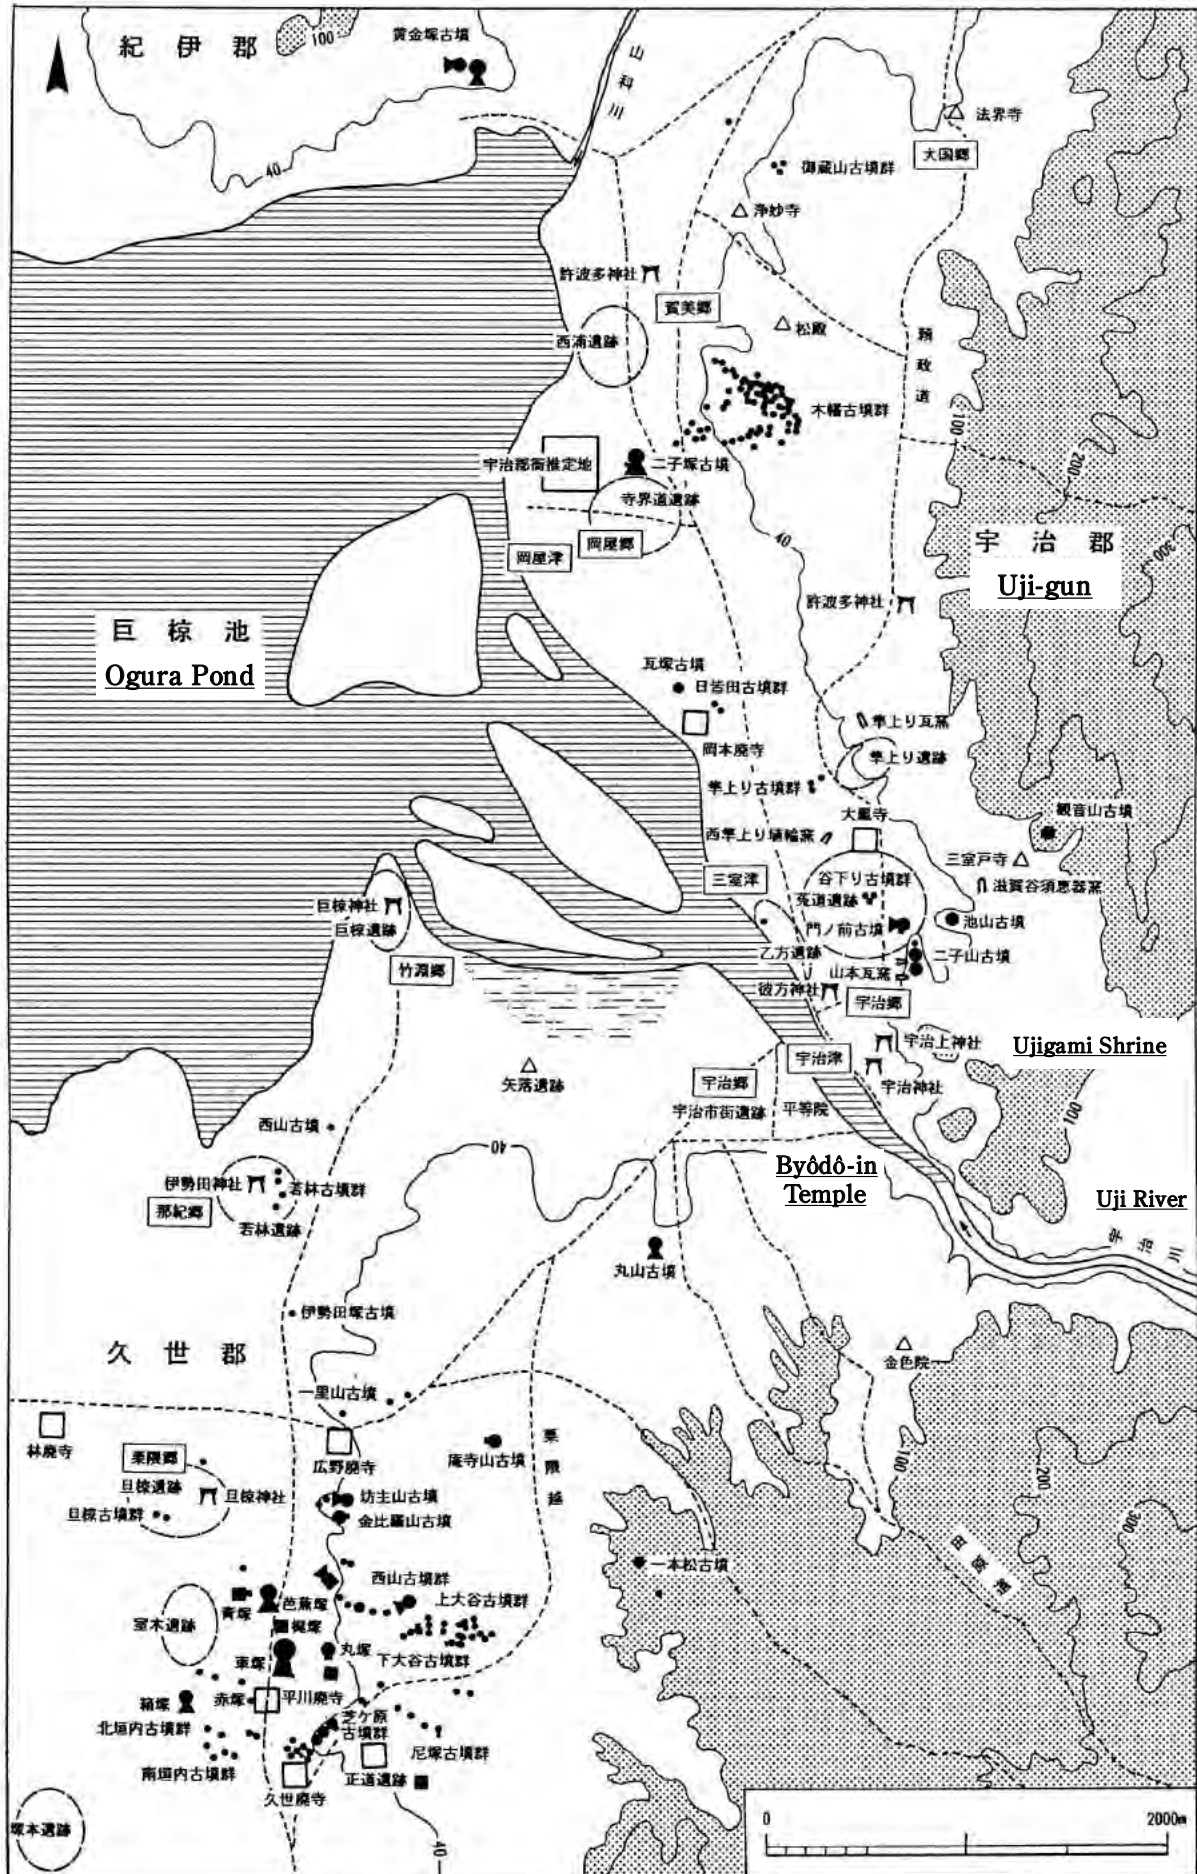 紀伊郡
100
黄金塚古墳
山科川
法界寺
大国郷
御蔵山古墳群
浄妙寺
40
許波多神社
賀美郷
松殿
西浦遺跡
頼政道
木幡古墳群
100
200
宇治郡衙推定地
二子塚古墳
寺界道遺跡
岡屋郷
岡屋津
40
宇治郡
Uji-gun
300
許波多神社
巨椋池
Ogura Pond
瓦塚古墳
日皆田古墳群
岡本廃寺
隼上り瓦窯
隼上り遺跡
隼上り古墳群
大鳳寺
観音山古墳
西隼上り埴輪窯
三室戸寺
三室津
谷下り古墳群
滋賀谷須恵器窯
莵道遺跡
巨椋神社
巨椋遺跡
門ノ前古墳
池山古墳
乙方遺跡
二子山古墳
竹淵郷
山本瓦窯
彼方神社
宇治郷
宇治上神社
Ujigami Shrine
宇治津
矢落遺跡
宇治郷
宇治神社
宇治市街遺跡
平等院
100
西山古墳
40
Byôdô-in
Temple
伊勢田神社
若林古墳群
那紀郷
若林遺跡
Uji River
宇治川
丸山古墳
伊勢田塚古墳
久世郡
金色院
一里山古墳
林廃寺
広野廃寺
庵寺山古墳
栗隈越
栗隈郷
旦椋遺跡
旦椋神社
旦椋古墳群
坊主山古墳
金比羅山古墳
100
200
300
一本松古墳
田原道
西山古墳群
上大谷古墳群
青塚
芭蕉塚
室木遺跡
梶塚
車塚
丸塚
下大谷古墳群
箱塚
赤塚
平川廃寺
芝ケ原
古墳群
北垣内古墳群
尼塚古墳群
南垣内古墳群
正道遺跡
久世廃寺
塚本遺跡
40
0
2000m